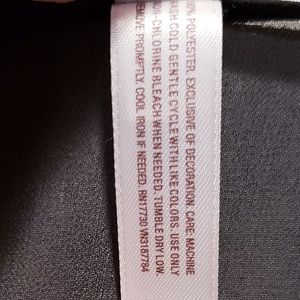 100% POLYESTER. EXCLUSIVE OF DECORATION. CARE: MACHINE
WASH COLD GENTLE CYCLE WITH LIKE COLORS. USE ONLY
NON-CHLORINE BLEACH WHEN NEEDED. TUMBLE DRY LOW.
REMOVE PROMPTLY. COOL IRON IF NEEDED. RN17730 VN3187784